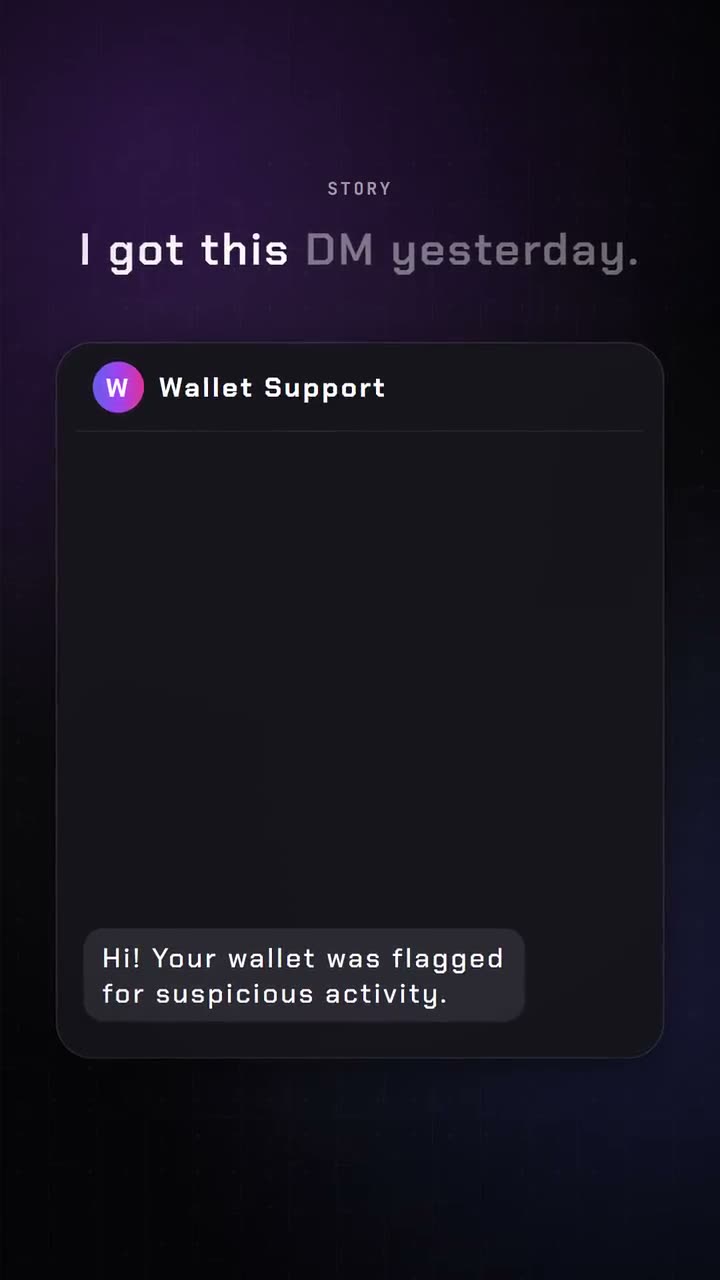 STORY
I got this DM yesterday.
W
Wallet Support
Hi! Your wallet was flagged
for suspicious activity.